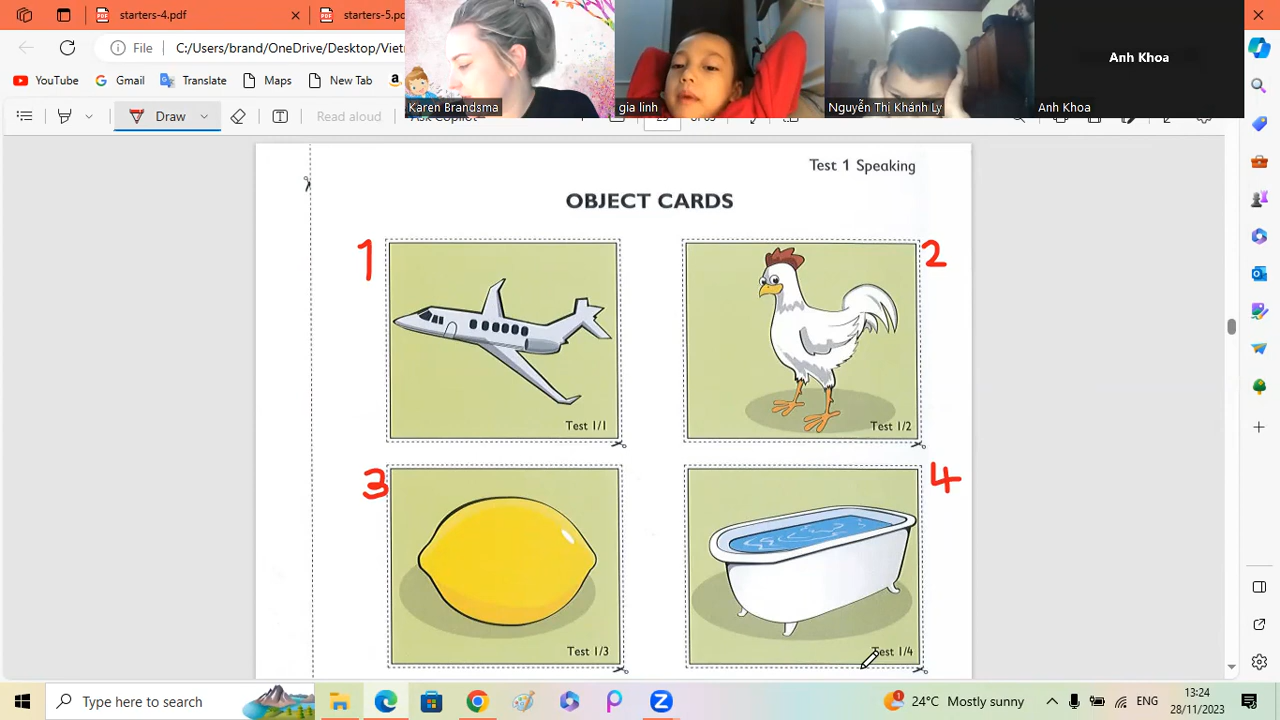 starters-4.pdf
starters-5.p
File
C:/Users/brand/OneDrive/Desktop/Viet
YouTube
Gmail
Translate
Maps
New Tab
Karen Brandsma
gia linh
Nguyễn Thị Khánh Ly
Anh Khoa
Anh Khoa
Draw
Read aloud
Test 1 Speaking
OBJECT CARDS
1
2
Test 1/1
Test 1/2
3
4
Test 1/3
Test 1/4
Type here to search
24°C Mostly sunny
1
ENG
13:24
28/11/2023